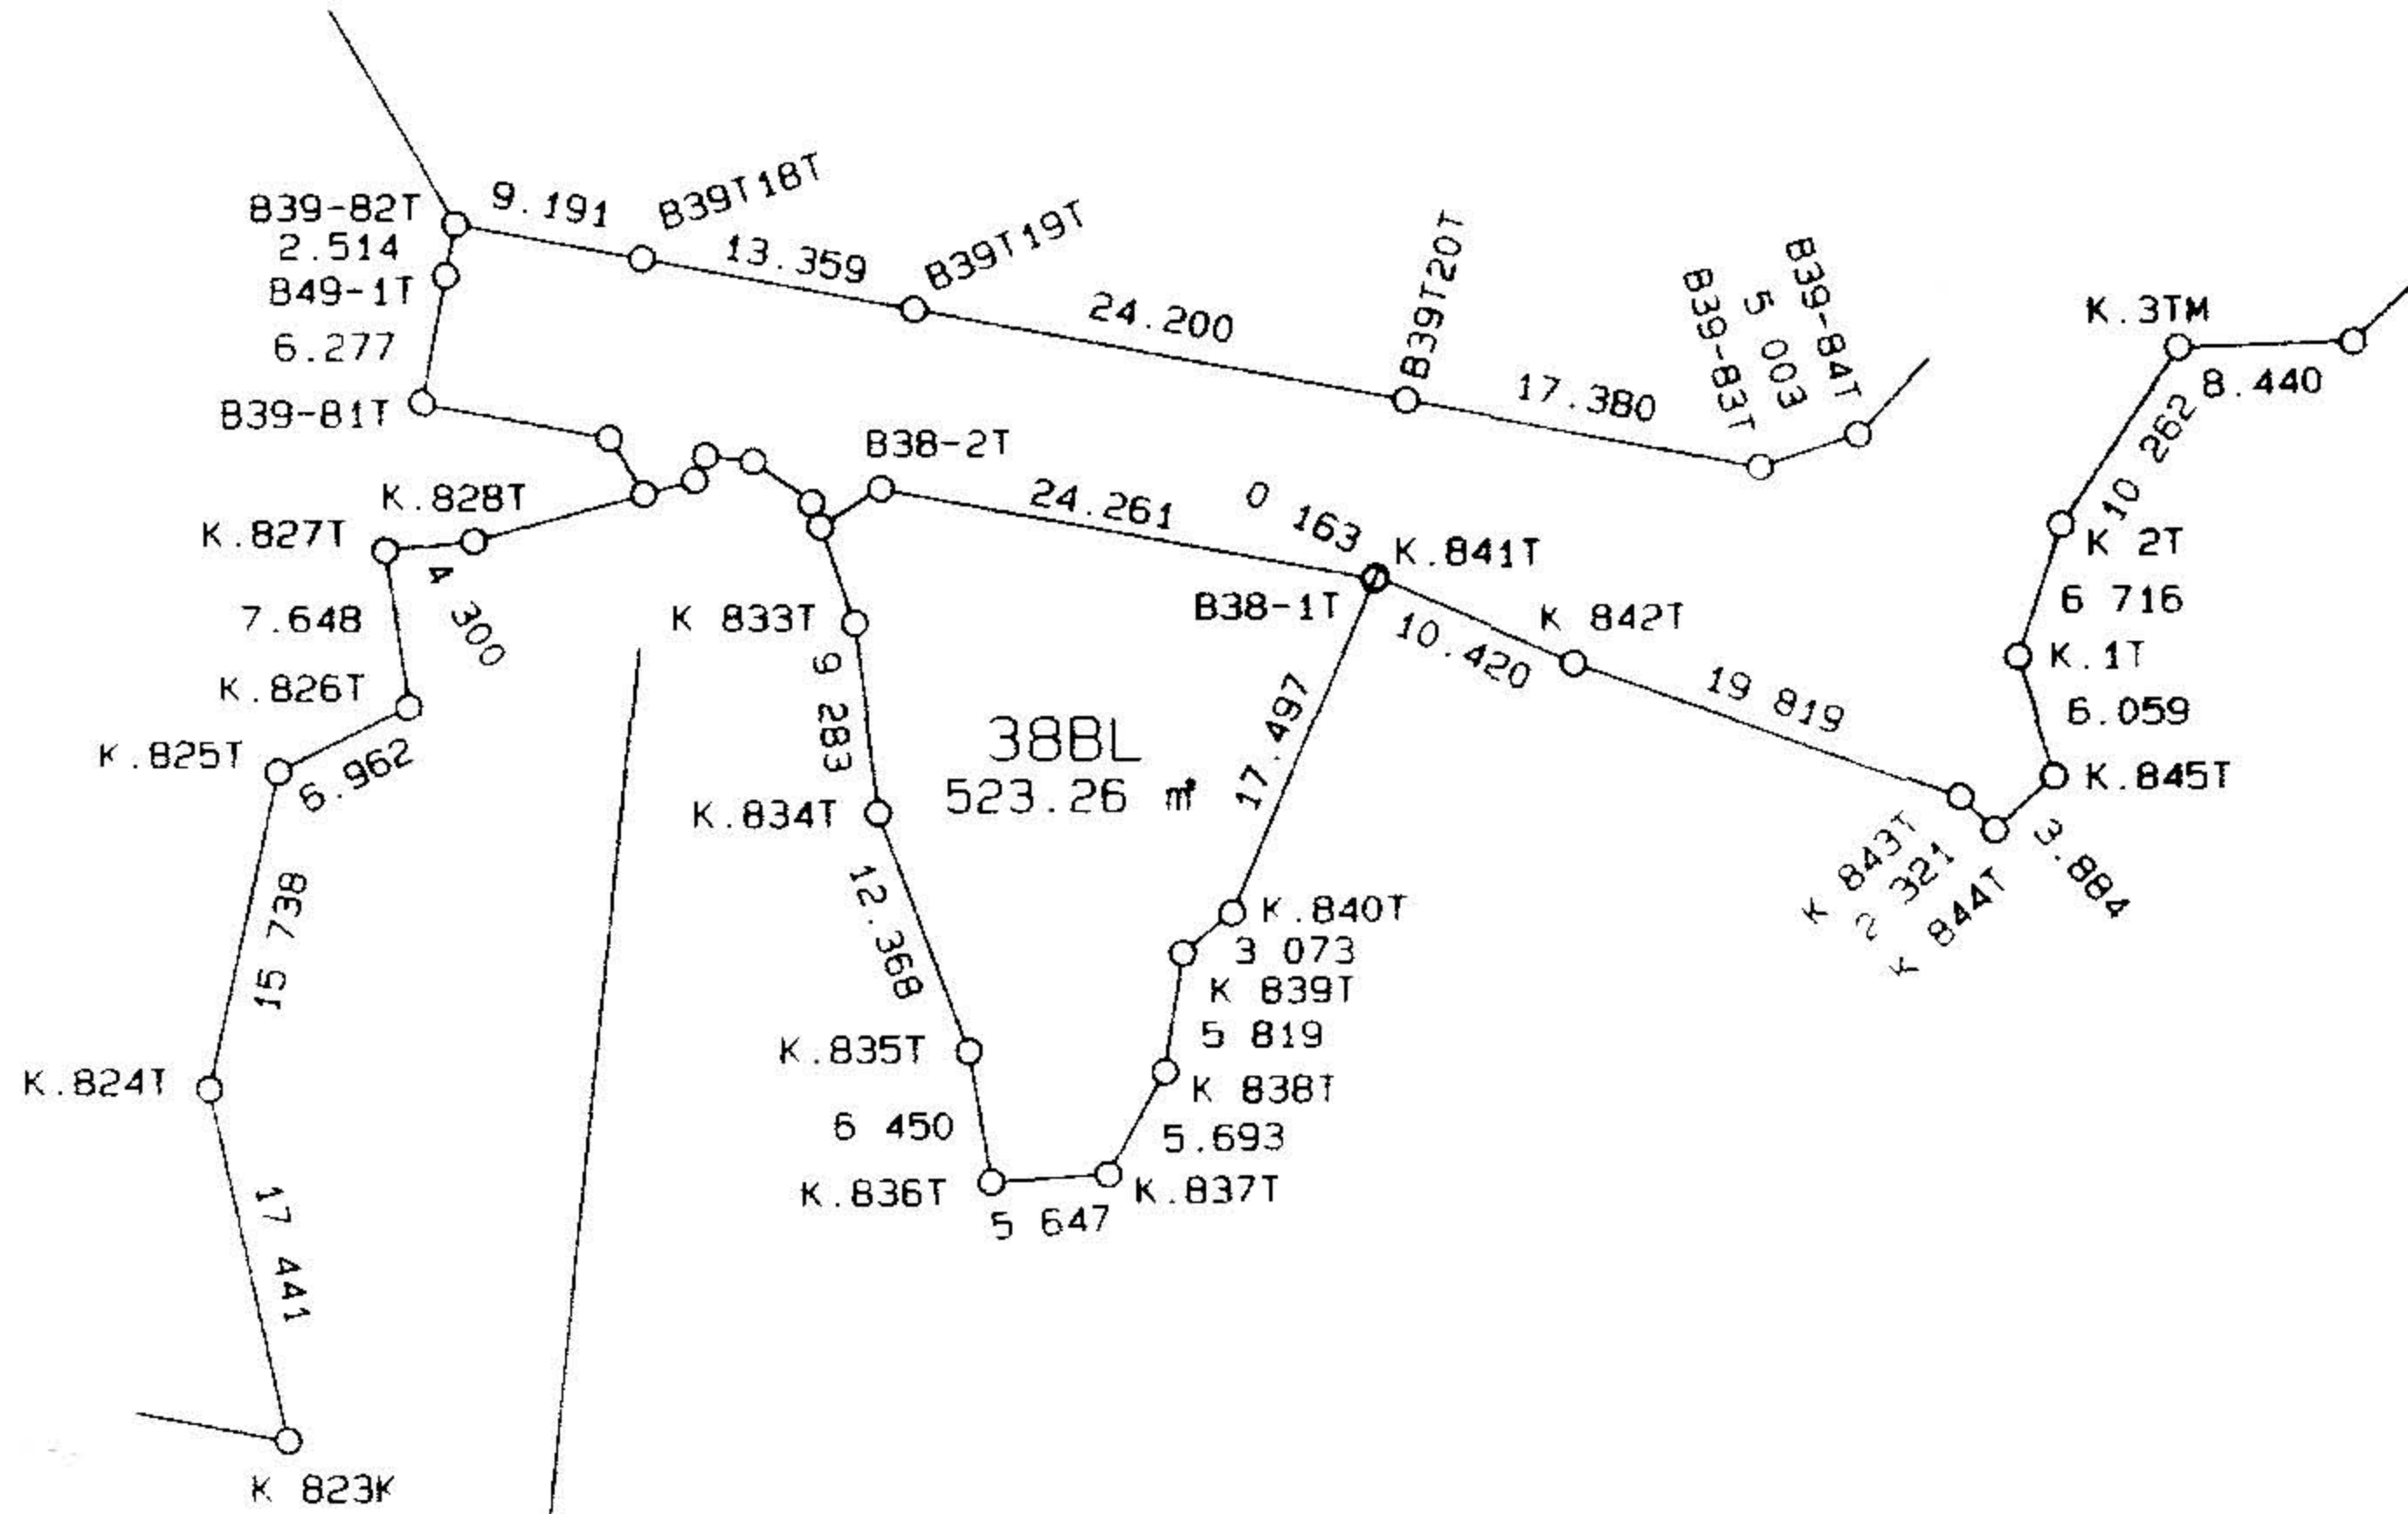 B39-82T
9.191
B39T18T
2.514
B49-1T
13.359
B39T19T
6.277
24.200
B39T20T
B39-83T
5 003
B39-84T
K.3TM
17.380
8.440
B39-81T
10 262
B38-2T
K.828T
24.261
0 163
K.827T
K.841T
K 2T
4 300
B38-1T
7.648
K 833T
K 842T
6 716
10.420
K.1T
K.826T
9 283
19 819
6.059
38BL
17.497
K.825T
6.962
523.26 ㎡
K.845T
K.834T
K 843T
2 321
K 844T
3.884
12.368
K.840T
15 738
3 073
K 839T
5 819
K.835T
K.824T
K 838T
6 450
5.693
K.836T
K.837T
5 647
17 441
K 823K